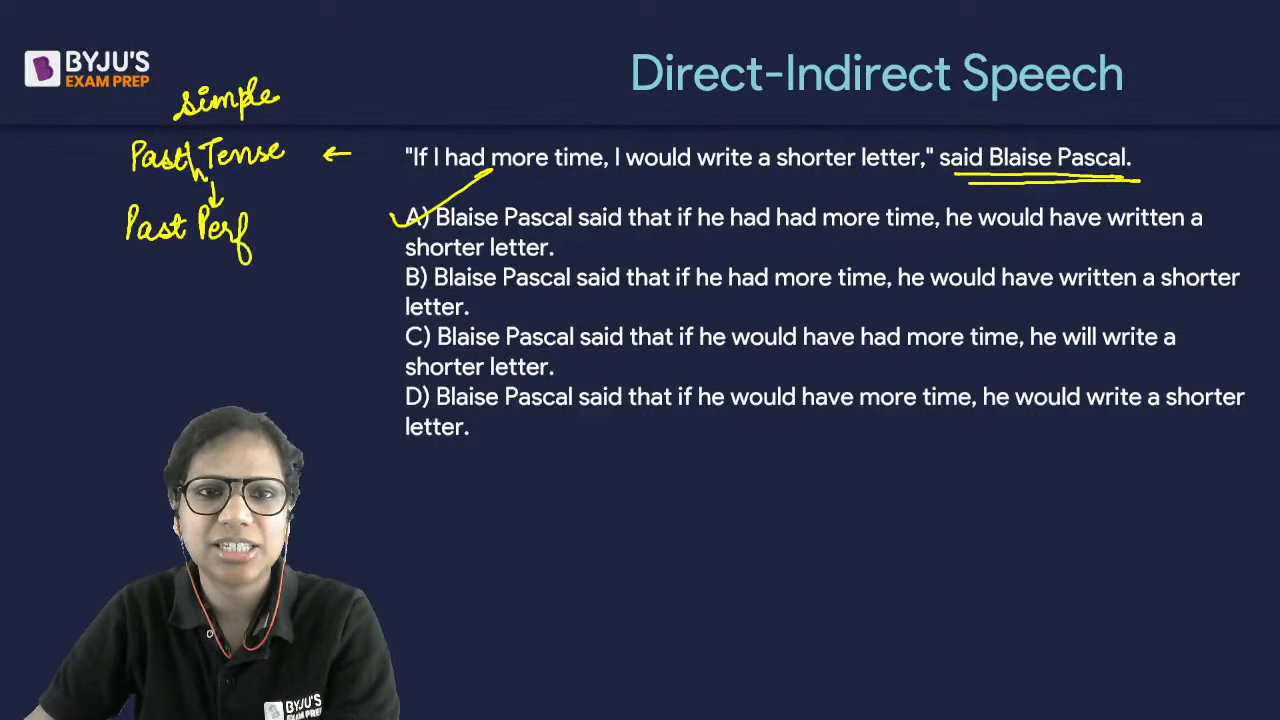 BYJU'S
EXAM PREP
Direct-Indirect Speech
simple
Past Tense ←
Past Perf
"If I had more time, I would write a shorter letter," said Blaise Pascal.
A) Blaise Pascal said that if he had had more time, he would have written a
shorter letter.
B) Blaise Pascal said that if he had more time, he would have written a shorter
letter.
C) Blaise Pascal said that if he would have had more time, he will write a
shorter letter.
D) Blaise Pascal said that if he would have more time, he would write a shorter
letter.
BYJU'S
EXAM PREP